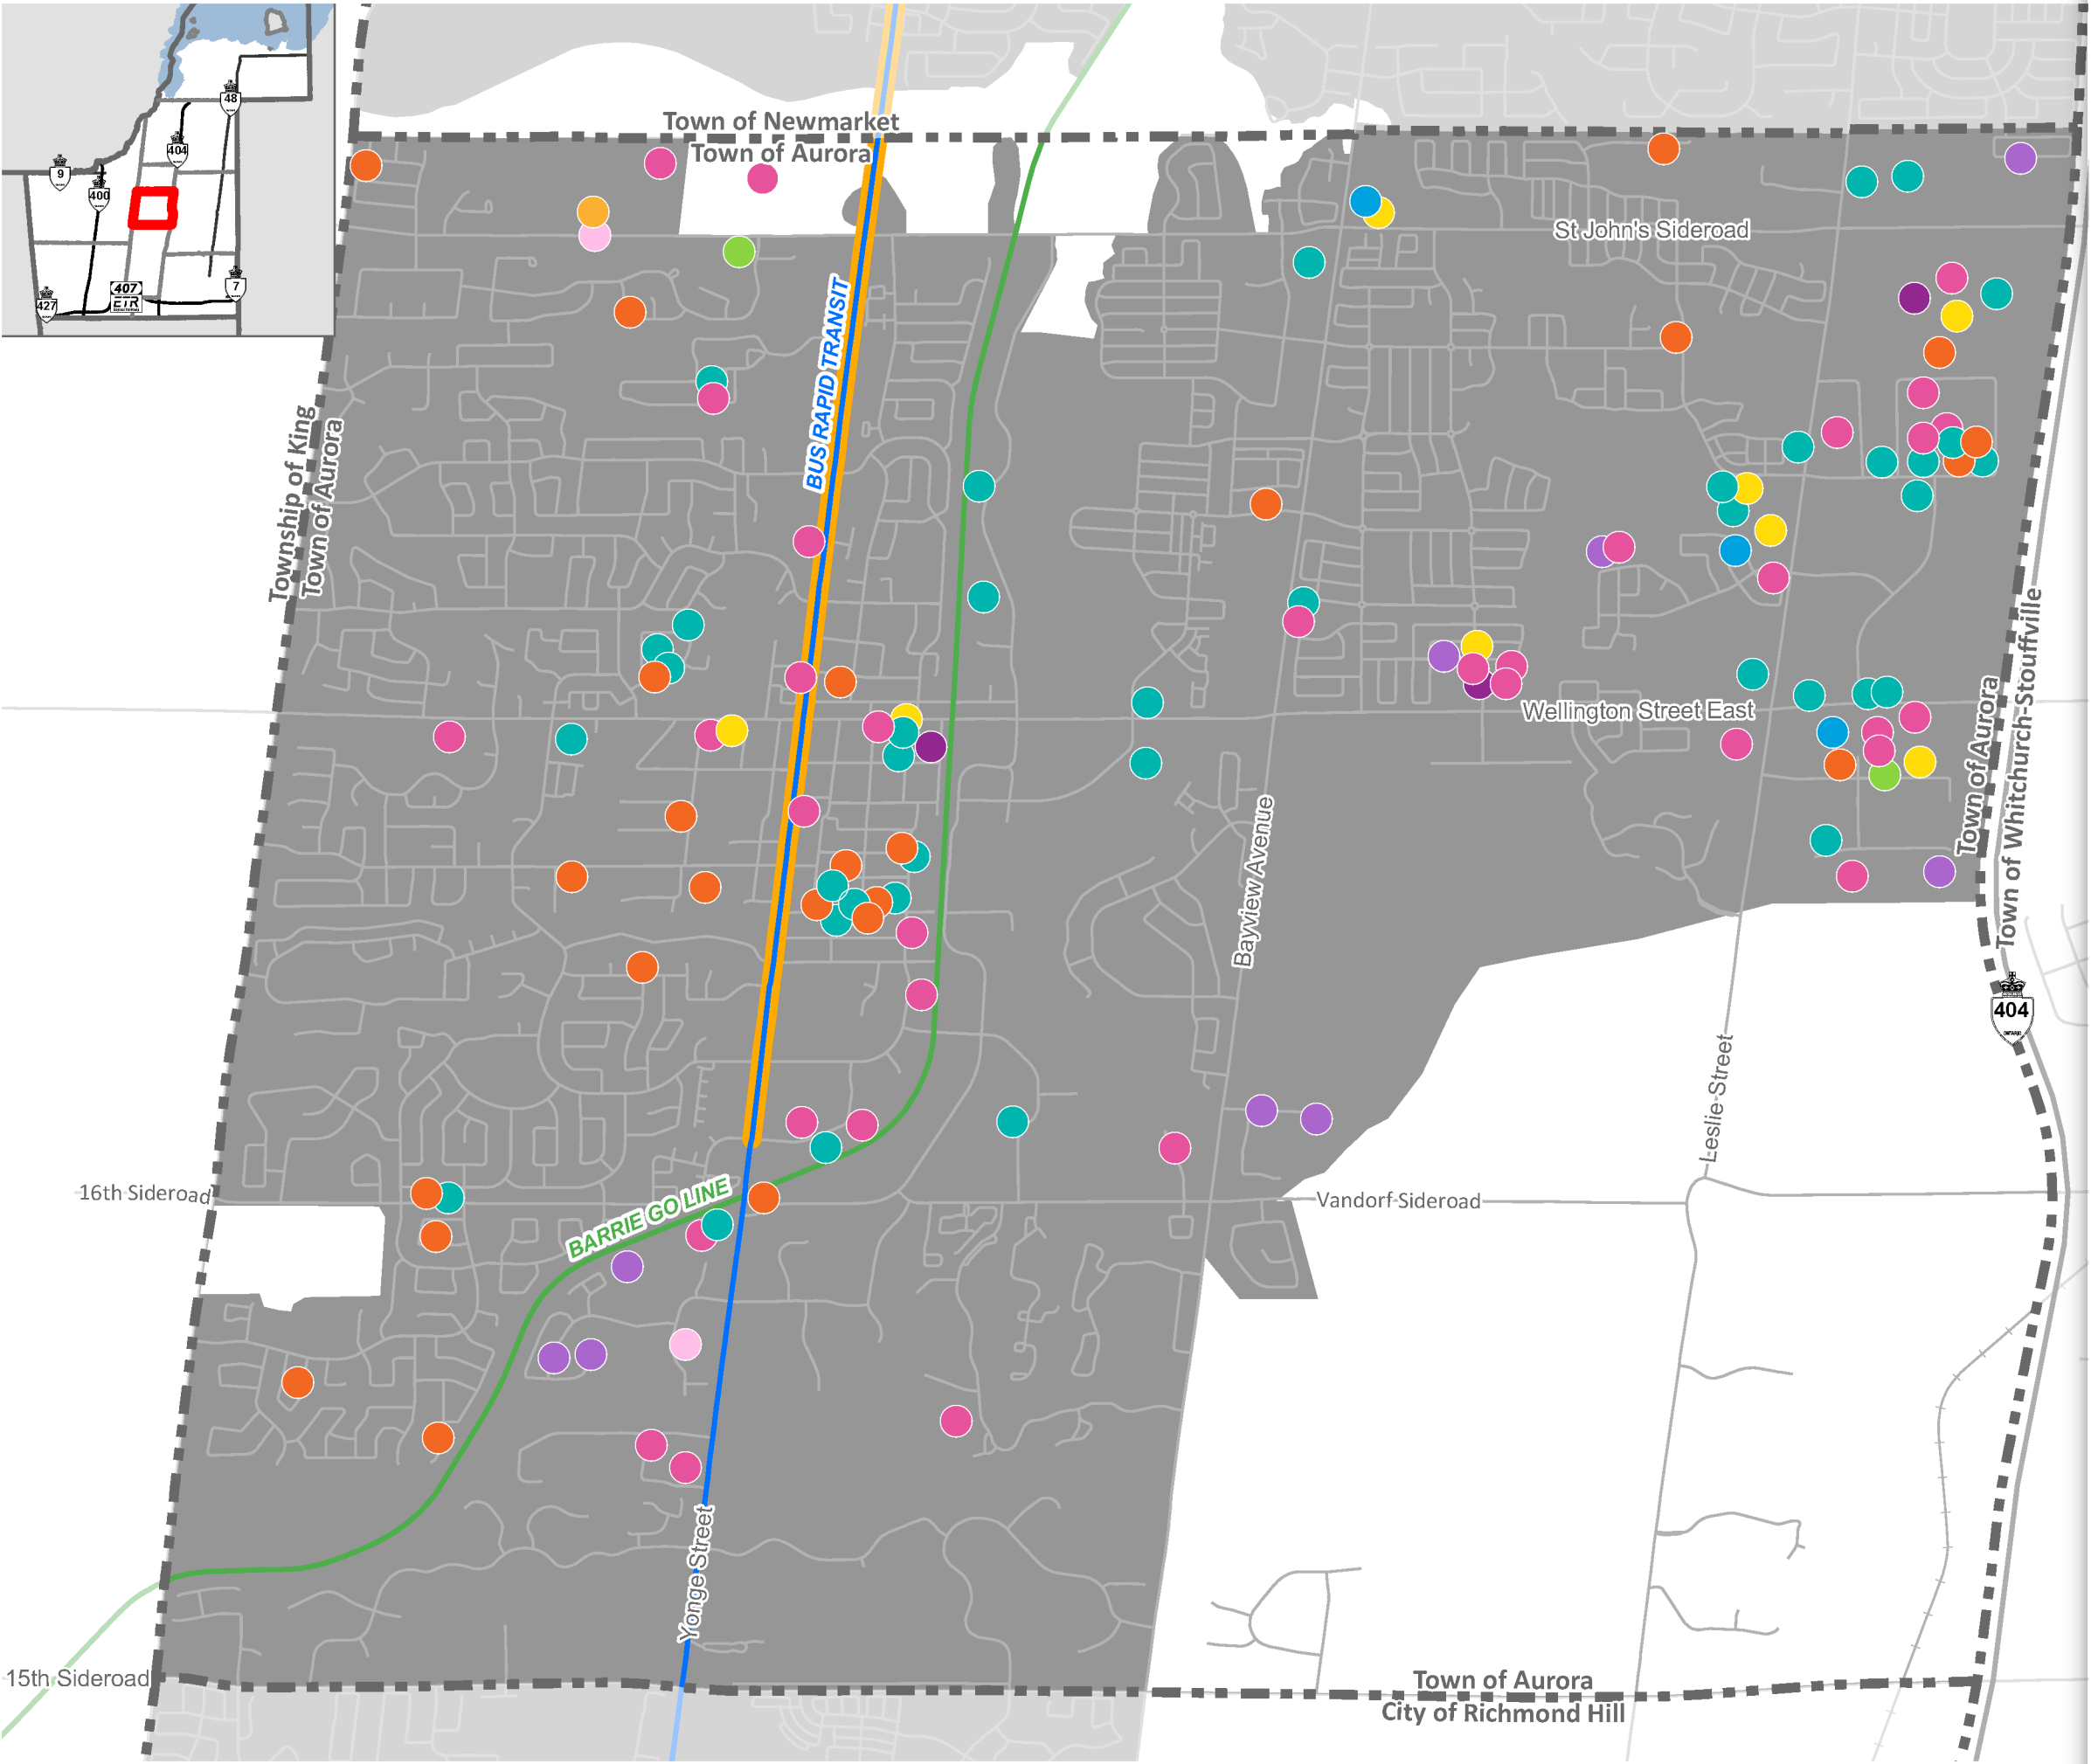 48
404
9
400
407
ETR
7
427
Town of Newmarket
Town of Aurora
St John's Sideroad
BUS RAPID TRANSIT
Township of King
Town of Aurora
Wellington Street East
Bayview Avenue
Town of Aurora
Town of Whitchurch-Stouffville
404
ONTARIO
Leslie Street
16th Sideroad
Vandorf Sideroad
BARRIE GO LINE
Yonge Street
15th Sideroad
Town of Aurora
City of Richmond Hill